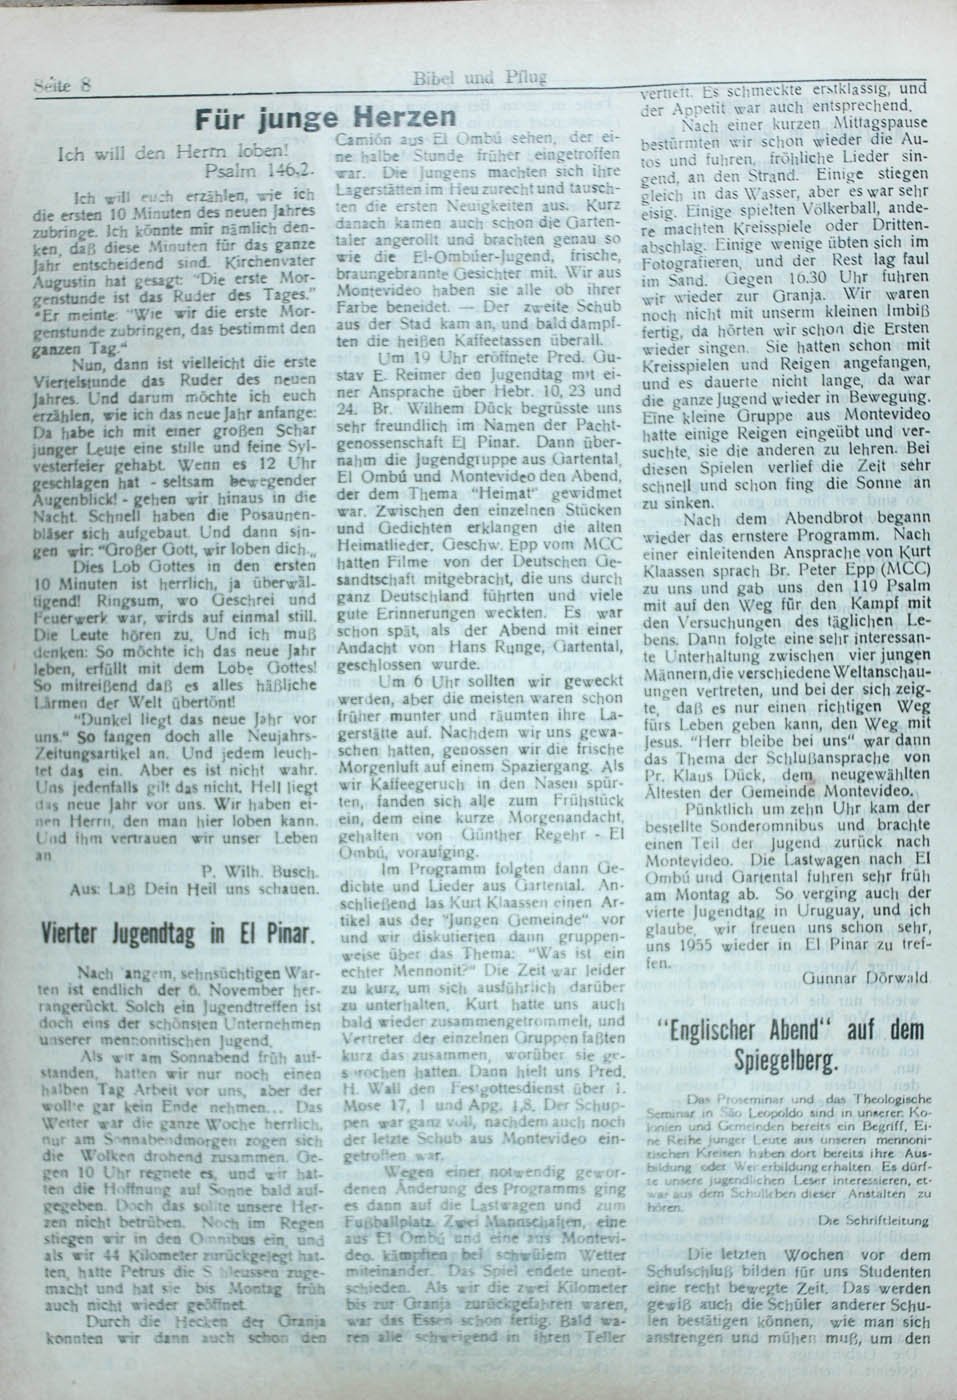 Seite 8
Bibel und Pflug
Für junge Herzen
Ich will den Herrn loben!
Psalm 146,2.
Ich will euch erzählen, wie ich
die ersten 10 Minuten des neuen Jahres
zubringe. Ich könnte mir nämlich den-
ken, daß diese Minuten für das ganze
Jahr entscheidend sind. Kirchenvater
Augustin hat gesagt: "Die erste Mor-
genstunde ist das Ruder des Tages."
"Er meinte: "Wie wir die erste Mor-
genstunde zubringen, das bestimmt den
ganzen Tag."
Nun, dann ist vielleicht die erste
Viertelstunde das Ruder des neuen
Jahres. Und darum möchte ich euch
erzählen, wie ich das neue Jahr anfange:
Da habe ich mit einer großen Schar
junger Leute eine stille und feine Syl-
vesterfeier gehabt. Wenn es 12 Uhr
geschlagen hat - seltsam bewegender
Augenblick! - gehen wir hinaus in die
Nacht. Schnell haben die Posaunen-
bläser sich aufgebaut. Und dann sin-
gen wir: "Großer Gott, wir loben dich.„
Dies Lob Gottes in den ersten
10 Minuten ist herrlich, ja überwäl-
tigend! Ringsum, wo Geschrei und
Feuerwerk war, wirds auf einmal still.
Die Leute hören zu. Und ich muß
denken: So möchte ich das neue Jahr
leben, erfüllt mit dem Lobe Gottes!
So mitreißend daß es alles häßliche
Lärmen der Welt übertönt!
"Dunkel liegt das neue Jahr vor
uns." So fangen doch alle Neujahrs-
Zeitungsartikel an. Und jedem leuch-
tet das ein. Aber es ist nicht wahr.
Uns jedenfalls gilt das nicht. Hell liegt
das neue Jahr vor uns. Wir haben ei-
nen Herrn, den man hier loben kann.
Und ihm vertrauen wir unser Leben
an
P. Wilh. Busch.
Aus: Laß Dein Heil uns schauen.
Vierter Jugendtag in El Pinar.
Nach langem, sehnsüchtigen War-
ten ist endlich der 6. November her-
rangerückt. Solch ein Jugendtreffen ist
doch eins der schönsten Unternehmen
unserer mennonitischen Jugend.
Als wir am Sonnabend früh auf-
standen, hatten wir nur noch einen
halben Tag Arbeit vor uns, aber der
wollte gar kein Ende nehmen... Das
Wetter war die ganze Woche herrlich,
nur am Sonnabendmorgen zogen sich
die Wolken drohend zusammen. Ge-
gen 10 Uhr regnete es, und wir hat-
ten die Hoffnung auf Sonne bald auf-
gegeben. Doch das sollte unsere Her-
zen nicht betrüben. Noch im Regen
stiegen wir in den Omnibus ein, und
als wir 44 Kilometer zurückgelegt hat-
ten, hatte Petrus die Schleussen zuge-
macht und hat sie bis Montag früh
auch nicht wieder geöffnet.
Durch die Hecken der Granja
konnten wir dann auch schon den
Camión aus El Ombú sehen, der ei-
ne halbe Stunde früher eingetroffen
war. Die Jungens machten sich ihre
Lagerstätten im Heu zurecht und tausch-
ten die ersten Neuigkeiten aus. Kurz
danach kamen auch schon die Garten-
taler angerollt und brachten genau so
wie die El-Ombúer-Jugend, frische,
braungebrannte Gesichter mit. Wir aus
Montevideo haben sie alle ob ihrer
Farbe beneidet. — Der zweite Schub
aus der Stad kam an, und bald dampf-
ten die heißen Kaffeetassen überall.
Um 19 Uhr eröffnete Pred. Gu-
stav E. Reimer den Jugendtag mit ei-
ner Ansprache über Hebr. 10, 23 und
24. Br. Wilhem Dück begrüsste uns
sehr freundlich im Namen der Pacht-
genossenschaft El Pinar. Dann über-
nahm die Jugendgruppe aus Gartental,
El Ombú und Montevideo den Abend,
der dem Thema "Heimat" gewidmet
war. Zwischen den einzelnen Stücken
und Gedichten erklangen die alten
Heimatlieder. Geschw. Epp vom MCC
hatten Filme von der Deutschen Ge-
sandtschaft mitgebracht, die uns durch
ganz Deutschland führten und viele
gute Erinnerungen weckten. Es war
schon spät, als der Abend mit einer
Andacht von Hans Runge, Gartental,
geschlossen wurde.
Um 6 Uhr sollten wir geweckt
werden, aber die meisten waren schon
früher munter und räumten ihre La-
gerstätte auf. Nachdem wir uns gewa-
schen hatten, genossen wir die frische
Morgenluft auf einem Spaziergang. Als
wir Kaffeegeruch in den Nasen spür-
ten, fanden sich alle zum Frühstück
ein, dem eine kurze Morgenandacht,
gehalten von Günther Regehr - El
Ombú, voraufging.
Im Programm folgten dann Ge-
dichte und Lieder aus Gartental. An-
schließend las Kurt Klaassen einen Ar-
tikel aus der "Jungen Gemeinde" vor
und wir diskutierten dann gruppen-
weise über das Thema: "Was ist ein
echter Mennonit?" Die Zeit war leider
zu kurz, um sich ausführlich darüber
zu unterhalten. Kurt hatte uns auch
bald wieder zusammengetrommelt, und
Vertreter der einzelnen Gruppen faßten
kurz das zusammen, worüber sie ge-
sprochen hatten. Dann hielt uns Pred.
H. Wall den Festgottesdienst über 1.
Mose 17, 1 und Apg. 1,8. Der Schup-
pen war ganz voll, nachdem auch noch
der letzte Schub aus Montevideo ein-
getroffen war.
Wegen einer notwendig gewor-
denen Änderung des Programms ging
es dann auf die Lastwagen und zum
Fußballplatz. Zwei Mannschaften, eine
aus El Ombú und eine aus Montevi-
deo, kämpften bei schwülem Wetter
miteinander. Das Spiel endete unent-
schieden. Als wir die zwei Kilometer
bis zur Granja zurückgefahren waren,
war das Essen schon fertig. Bald wa-
ren alle schweigend in ihren Teller
vertieft. Es schmeckte erstklassig, und
der Appetit war auch entsprechend.
Nach einer kurzen Mittagspause
bestürmten wir schon wieder die Au-
tos und fuhren, fröhliche Lieder sin-
gend, an den Strand. Einige stiegen
gleich in das Wasser, aber es war sehr
eisig. Einige spielten Völkerball, ande-
re machten Kreisspiele oder Dritten-
abschlag. Einige wenige übten sich im
Fotografieren, und der Rest lag faul
im Sand. Gegen 16.30 Uhr fuhren
wir wieder zur Granja. Wir waren
noch nicht mit unserm kleinen Imbiß
fertig, da hörten wir schon die Ersten
wieder singen. Sie hatten schon mit
Kreisspielen und Reigen angefangen,
und es dauerte nicht lange, da war
die ganze Jugend wieder in Bewegung.
Eine kleine Gruppe aus Montevideo
hatte einige Reigen eingeübt und ver-
suchte, sie die anderen zu lehren. Bei
diesen Spielen verlief die Zeit sehr
schnell und schon fing die Sonne an
zu sinken.
Nach dem Abendbrot begann
wieder das ernstere Programm. Nach
einer einleitenden Ansprache von Kurt
Klaassen sprach Br. Peter Epp (MCC)
zu uns und gab uns den 119 Psalm
mit auf den Weg für den Kampf mit
den Versuchungen des täglichen Le-
bens. Dann folgte eine sehr interessan-
te Unterhaltung zwischen vier jungen
Männern, die verschiedene Weltanschau-
ungen vertreten, und bei der sich zeig-
te, daß es nur einen richtigen Weg
fürs Leben geben kann, den Weg mit
Jesus. "Herr bleibe bei uns" war dann
das Thema der Schlußansprache von
Pr. Klaus Dück, dem neugewählten
Ältesten der Gemeinde Montevideo.
Pünktlich um zehn Uhr kam der
bestellte Sonderomnibus und brachte
einen Teil der Jugend zurück nach
Montevideo. Die Lastwagen nach El
Ombú und Gartental fuhren sehr früh
am Montag ab. So verging auch der
vierte Jugendtag in Uruguay, und ich
glaube, wir freuen uns schon sehr,
uns 1955 wieder in El Pinar zu tref-
fen.
Gunnar Dörwald
"Englischer Abend" auf dem
Spiegelberg.
Das Proseminar und das Theologische
Seminar in São Leopoldo sind in unseren Ko-
lonien und Gemeinden bereits ein Begriff. Ei-
ne Reihe junger Leute aus unseren mennoni-
tischen Kreisen haben dort bereits ihre Aus-
bildung oder Weiterbildung erhalten. Es dürf-
te unsere jugendlichen Leser interessieren, et-
was aus dem Schulleben dieser Anstalten zu
hören.
Die Schriftleitung
Die letzten Wochen vor dem
Schulschluß bilden für uns Studenten
eine recht bewegte Zeit. Das werden
gewiß auch die Schüler anderer Schu-
len bestätigen können, wie man sich
anstrengen und mühen muß, um den